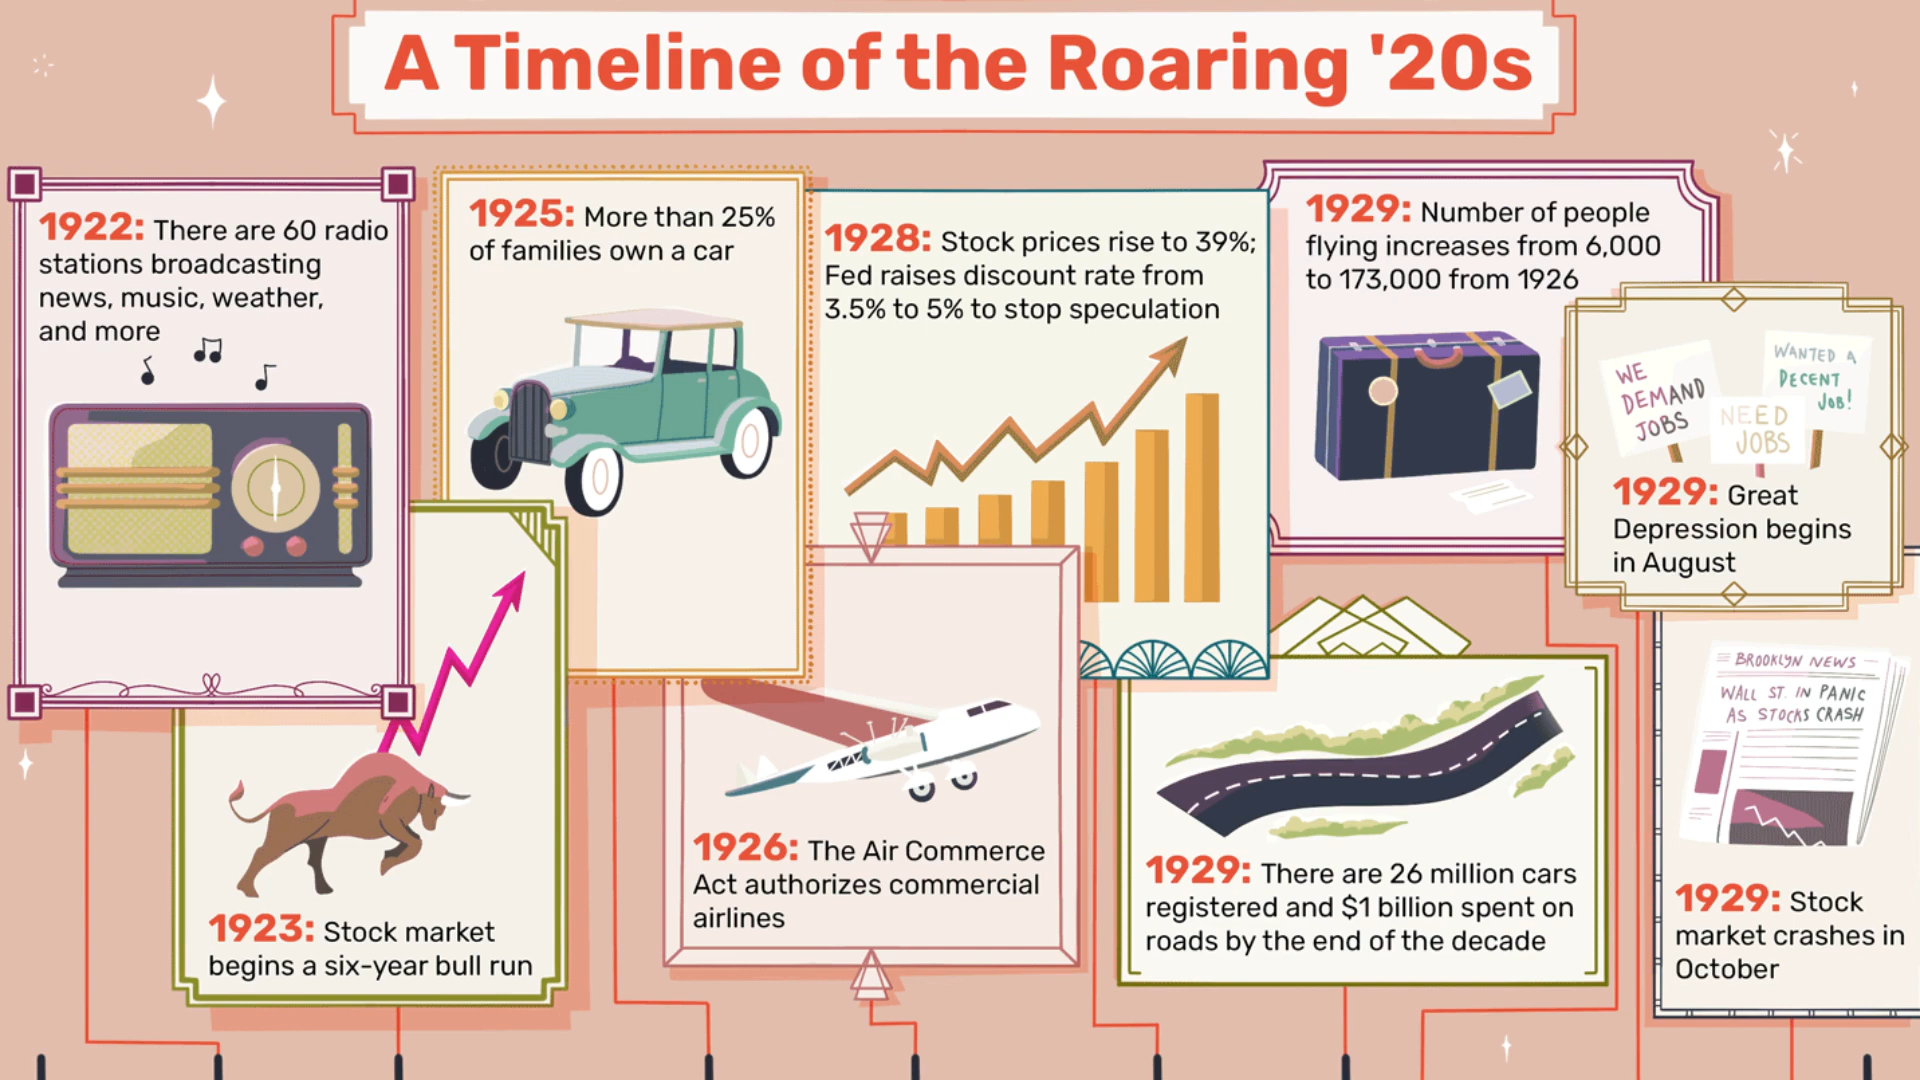 A Timeline of the Roaring '20s
1922: There are 60 radio
stations broadcasting
news, music, weather,
and more
1923: Stock market
begins a six-year bull run
1925: More than 25%
of families own a car
1926: The Air Commerce
Act authorizes commercial
airlines
1928: Stock prices rise to 39%;
Fed raises discount rate from
3.5% to 5% to stop speculation
1929: There are 26 million cars
registered and $1 billion spent on
roads by the end of the decade
1929: Number of people
flying increases from 6,000
to 173,000 from 1926
WE
DEMAND
JOBS
NEED
JOBS
WANTED A
DECENT
JOB!
1929: Great
Depression begins
in August
BROOKLYN NEWS
WALL ST. IN PANIC
AS STOCKS CRASH
1929: Stock
market crashes in
October